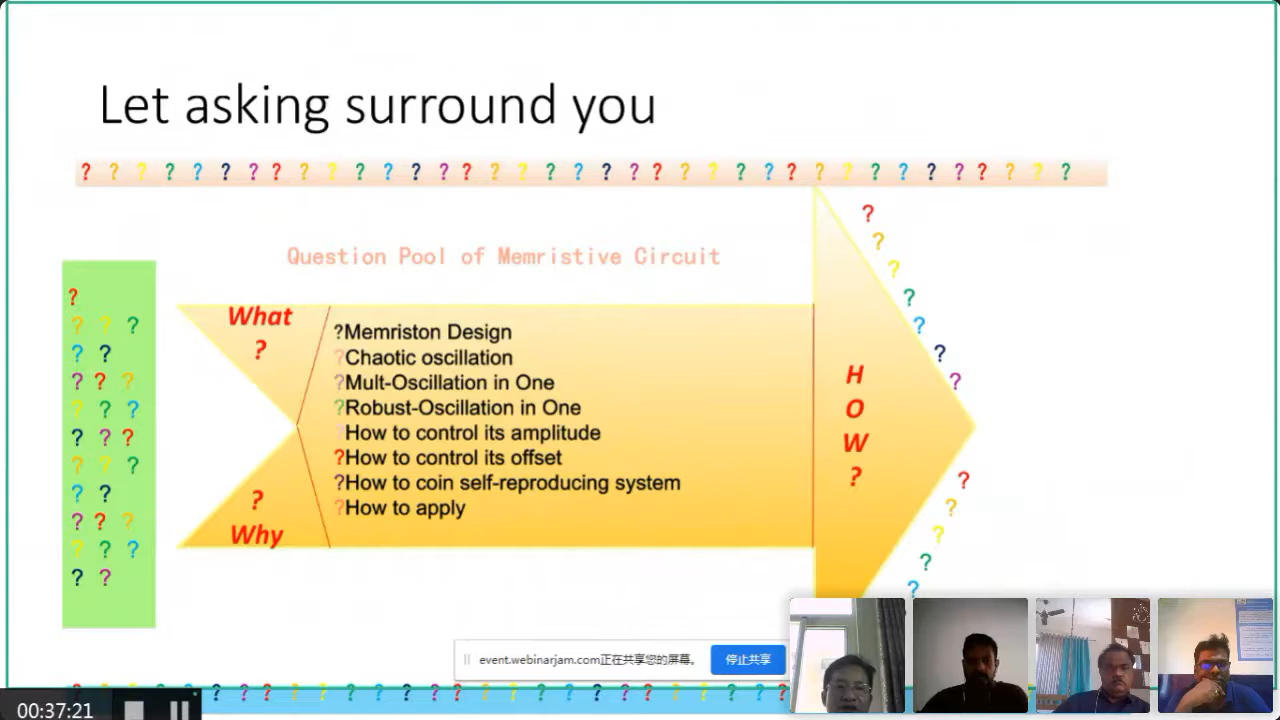 Let asking surround you
? ? ? ? ? ? ? ? ? ? ? ? ? ? ? ? ? ? ? ? ? ? ? ? ? ? ? ? ? ? ? ? ? ? ? ?
Question Pool of Memristive Circuit
What
?
?
Why
?Memriston Design
?Chaotic oscillation
?Mult-Oscillation in One
?Robust-Oscillation in One
?How to control its amplitude
?How to control its offset
?How to coin self-reproducing system
?How to apply
H
O
W
?
event.webinarjam.com正在共享您的屏幕。
停止共享
00:37:21